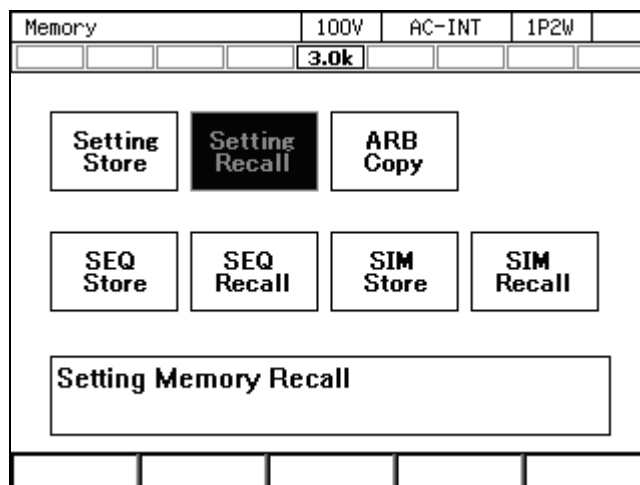 Memory 100V AC-INT 1P2W
3.0k
Setting Store
Setting Recall
ARB Copy
SEQ Store
SEQ Recall
SIM Store
SIM Recall
Setting Memory Recall